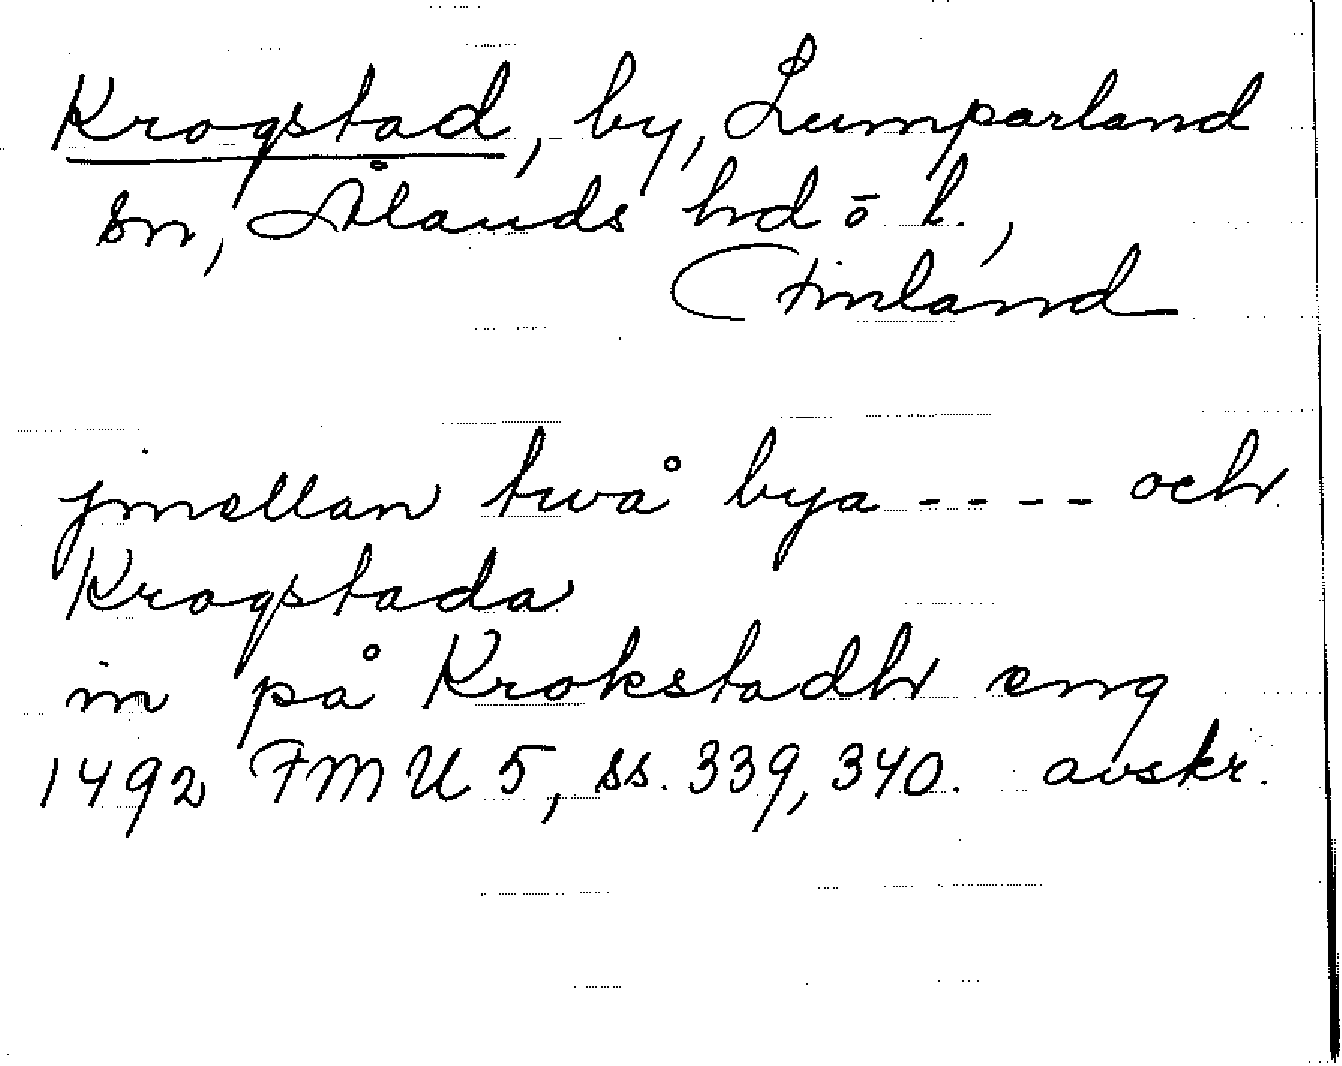 Krogstad, by, Lumparland
sn, Ålands hd ō l.,
Finland
jmellan twå bya - - - - och
Krogstada
in på Krokstadh eng
1492 FMU 5, ss. 339, 340. avskr.